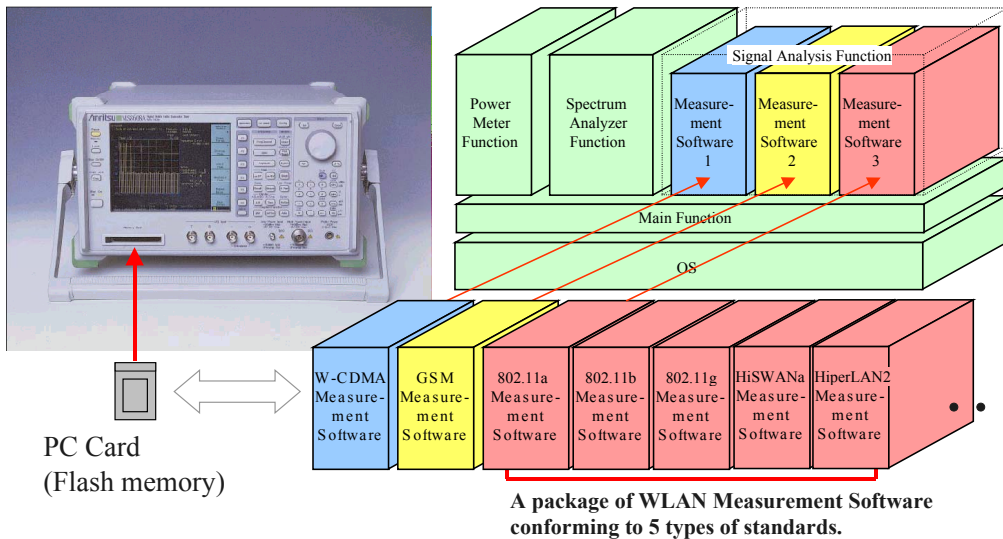 Anritsu
Signal Analysis Function
Power
Meter
Function
Spectrum
Analyzer
Function
Measure-
ment
Software
1
Measure-
ment
Software
2
Measure-
ment
Software
3
Main Function
OS
W-CDMA
Measure-
ment
Software
GSM
Measure-
ment
Software
802.11a
Measure-
ment
Software
802.11b
Measure-
ment
Software
802.11g
Measure-
ment
Software
HiSWANa
Measure-
ment
Software
HiperLAN2
Measure-
ment
Software
PC Card
(Flash memory)
A package of WLAN Measurement Software
conforming to 5 types of standards.